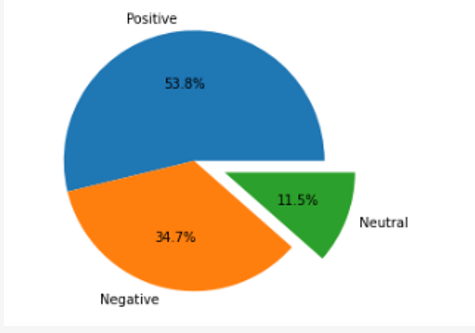 Positive
53.8%
11.5%
Neutral
34.7%
Negative